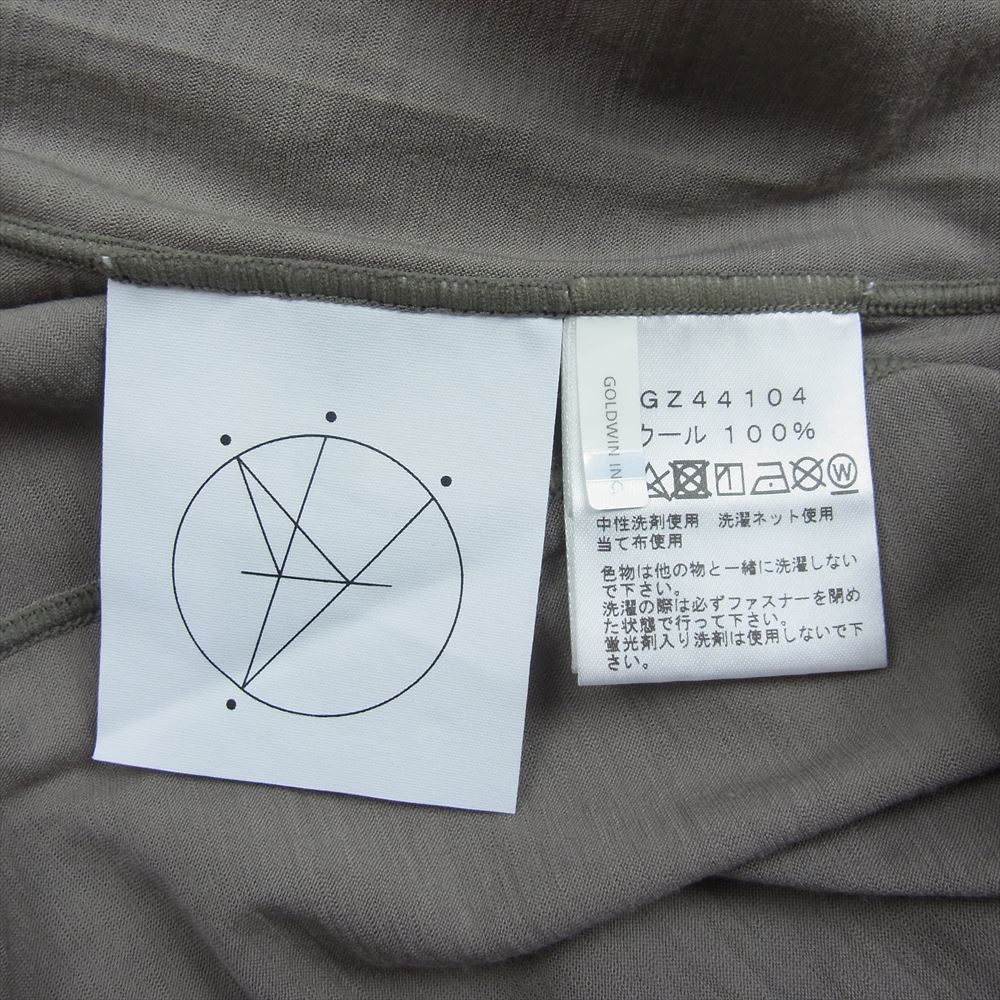 GOLDWIN INC.
GZ44104
ウール 100%
W
中性洗剤使用 洗濯ネット使用
当て布使用
色物は他の物と一緒に洗濯しない
で下さい。
洗濯の際は必ずファスナーを閉め
た状態で行って下さい。
蛍光剤入り洗剤は使用しないで下
さい。